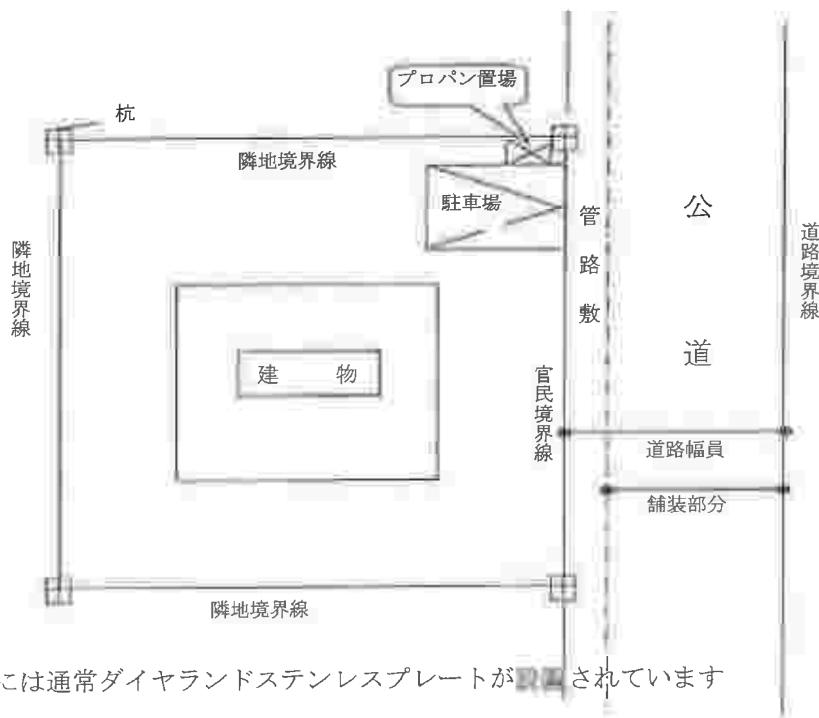 プロパン置場
杭
隣地境界線
駐車場
管路敷
公道
道路境界線
隣地境界線
建物
官民境界線
道路幅員
舗装部分
隣地境界線
には通常ダイヤランドステンレスプレートが されています